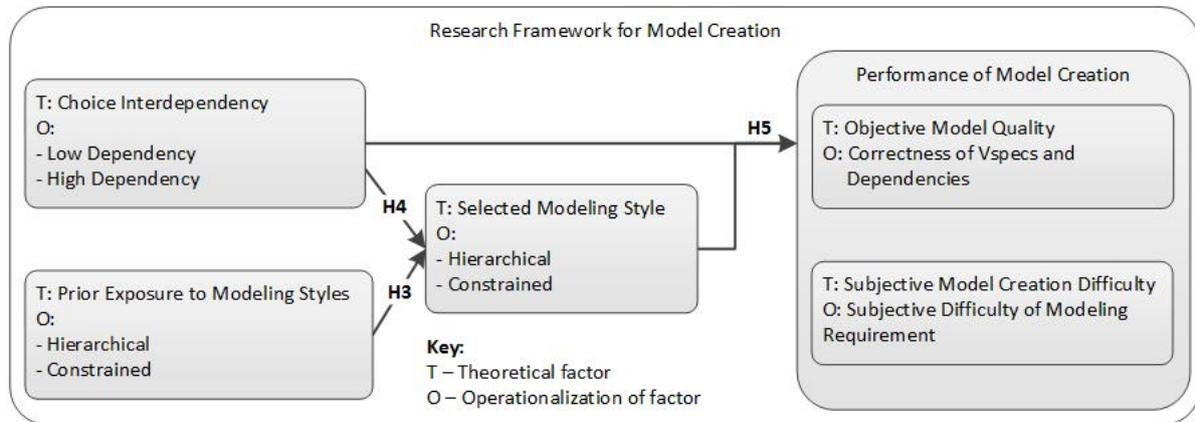 Research Framework for Model Creation
T: Choice Interdependency
O:
- Low Dependency
- High Dependency
T: Prior Exposure to Modeling Styles
O:
- Hierarchical
- Constrained
H4
H3
T: Selected Modeling Style
O:
- Hierarchical
- Constrained
Key:
T – Theoretical factor
O – Operationalization of factor
H5
Performance of Model Creation
T: Objective Model Quality
O: Correctness of Vspecs and
Dependencies
T: Subjective Model Creation Difficulty
O: Subjective Difficulty of Modeling
Requirement